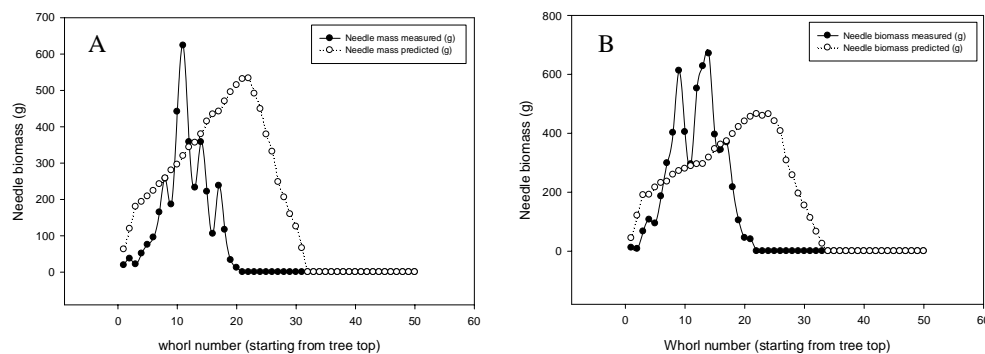 A
Needle mass measured (g)
Needle mass predicted (g)
700
600
500
400
300
200
100
0
Needle biomass (g)
0 10 20 30 40 50 60
whorl number (starting from tree top)
B
Needle biomass measured (g)
Needle biomass predicted (g)
800
600
400
200
0
Needle biomass (g)
0 10 20 30 40 50 60
Whorl number (starting from tree top)